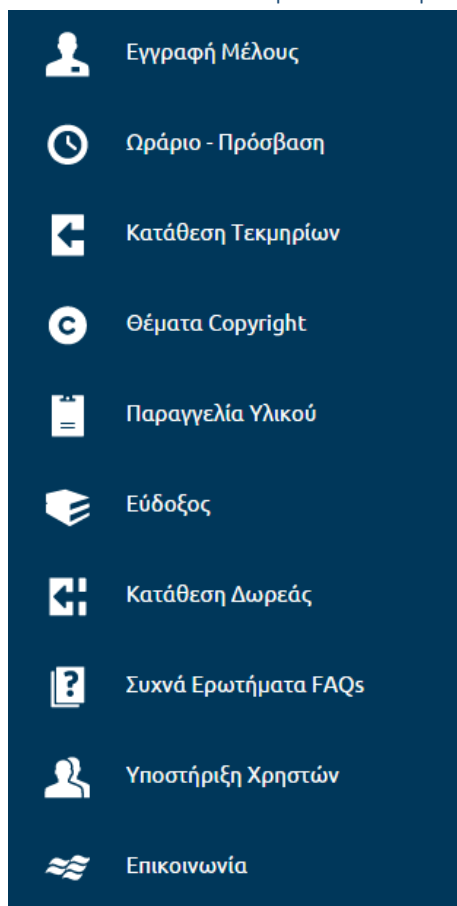 Εγγραφή Μέλους
Ωράριο - Πρόσβαση
Κατάθεση Τεκμηρίων
Θέματα Copyright
Παραγγελία Υλικού
Εύδοξος
Κατάθεση Δωρεάς
Συχνά Ερωτήματα FAQs
Υποστήριξη Χρηστών
Επικοινωνία